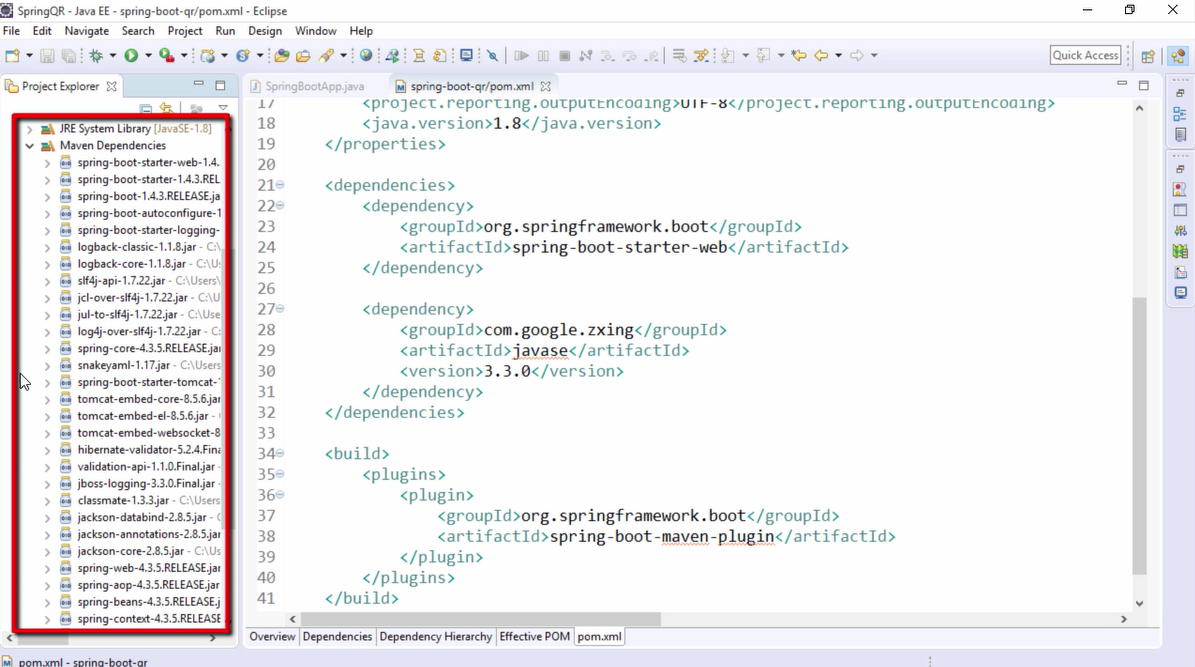 SpringQR - Java EE - spring-boot-qr/pom.xml - Eclipse
File Edit Navigate Search Project Run Design Window Help
Quick Access
Project Explorer
JRE System Library [JavaSE-1.8]
Maven Dependencies
spring-boot-starter-web-1.4.
spring-boot-starter-1.4.3.REL
spring-boot-1.4.3.RELEASE.ja
spring-boot-autoconfigure-1
spring-boot-starter-logging-
logback-classic-1.1.8.jar - C:\
logback-core-1.1.8.jar - C:\Us
slf4j-api-1.7.22.jar - C:\Users\
jcl-over-slf4j-1.7.22.jar - C:\U
jul-to-slf4j-1.7.22.jar - C:\Us
log4j-over-slf4j-1.7.22.jar - C:
spring-core-4.3.5.RELEASE.jar
snakeyaml-1.17.jar - C:\Users
spring-boot-starter-tomcat-
tomcat-embed-core-8.5.6.jar
tomcat-embed-el-8.5.6.jar -
tomcat-embed-websocket-8
hibernate-validator-5.2.4.Fina
validation-api-1.1.0.Final.jar -
jboss-logging-3.3.0.Final.jar -
classmate-1.3.3.jar - C:\Users
jackson-databind-2.8.5.jar -
jackson-annotations-2.8.5.jar
jackson-core-2.8.5.jar - C:\Us
spring-web-4.3.5.RELEASE.jar
spring-aop-4.3.5.RELEASE.jar
spring-beans-4.3.5.RELEASE.j
spring-context-4.3.5.RELEASE
SpringBootApp.java spring-boot-qr/pom.xml
17 <project.reporting.outputEncoding>UTF-8</project.reporting.outputEncoding>
18 <java.version>1.8</java.version>
19 </properties>
20
21 <dependencies>
22 <dependency>
23 <groupId>org.springframework.boot</groupId>
24 <artifactId>spring-boot-starter-web</artifactId>
25 </dependency>
26
27 <dependency>
28 <groupId>com.google.zxing</groupId>
29 <artifactId>javase</artifactId>
30 <version>3.3.0</version>
31 </dependency>
32 </dependencies>
33
34 <build>
35 <plugins>
36 <plugin>
37 <groupId>org.springframework.boot</groupId>
38 <artifactId>spring-boot-maven-plugin</artifactId>
39 </plugin>
40 </plugins>
41 </build>
Overview Dependencies Dependency Hierarchy Effective POM pom.xml
pom.xml - spring-boot-qr